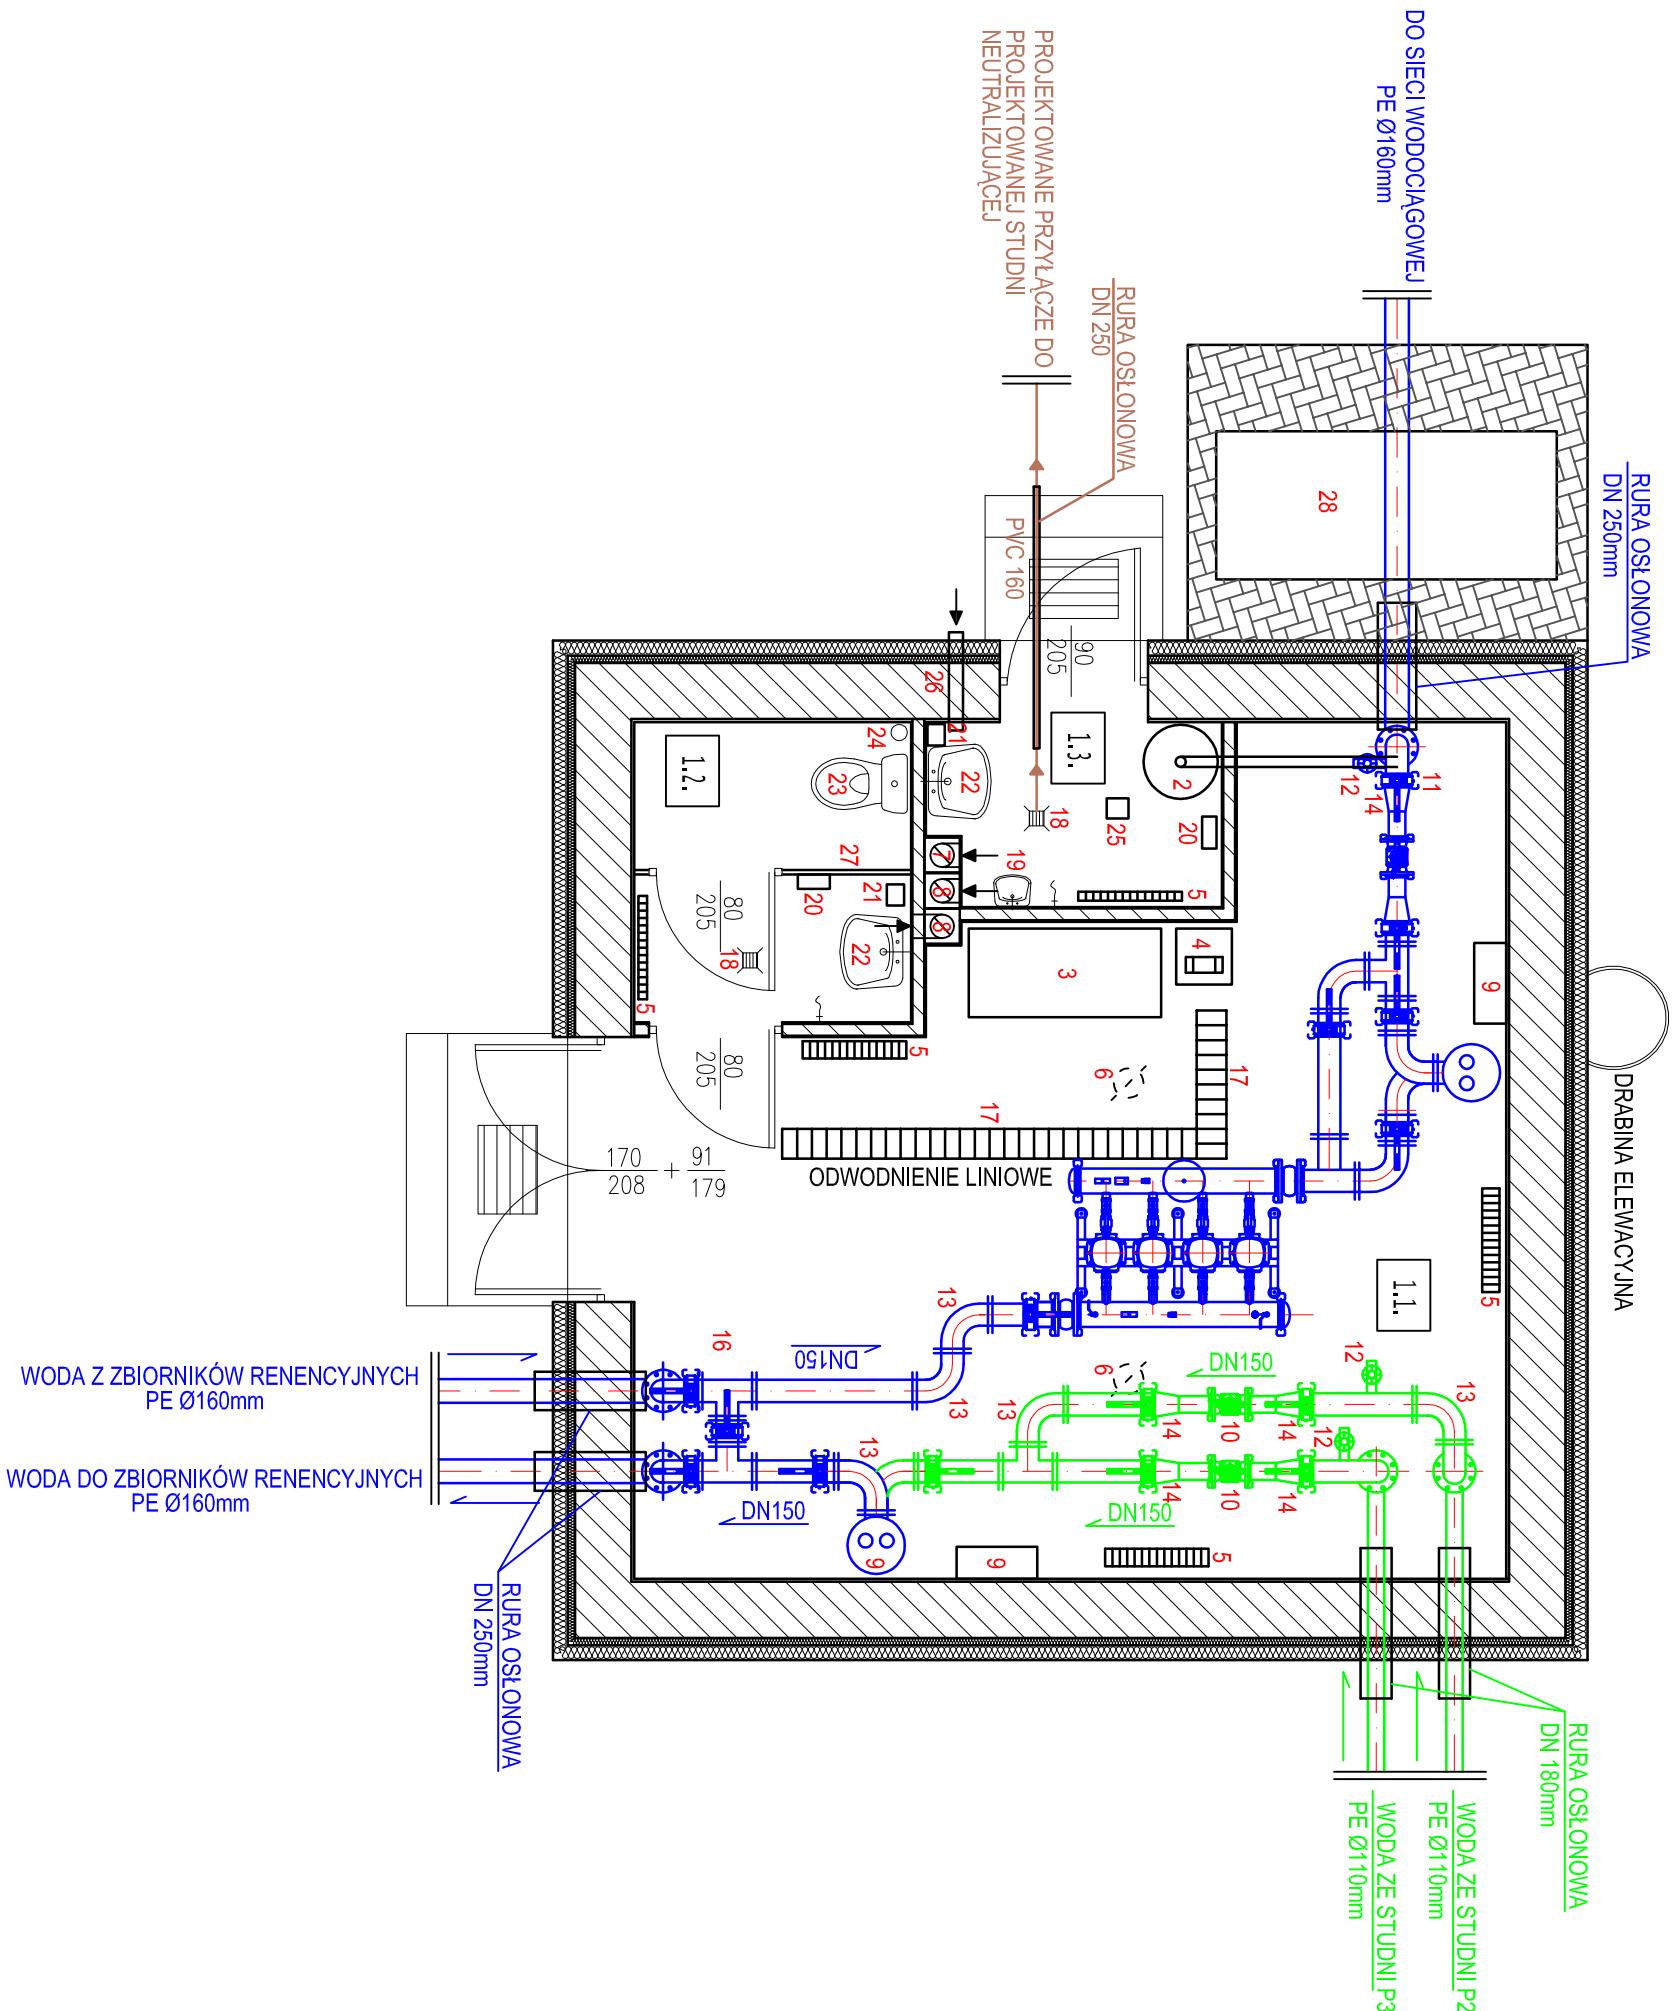 DO SIECI WODOCIĄGOWEJ
PE Ø160mm
PROJEKTOWANE PRZYŁĄCZE DO
PROJEKTOWANEJ STUDNI
NEUTRALIZUJĄCEJ
RURA OSŁONOWA
DN 250
RURA OSŁONOWA
DN 250mm
28
PVC 160
90
205
26
21
24
1.2.
23
22
1.3.
2
25
20
18
12
14
11
7
19
8
8
27
20
21
22
5
80
205
18
5
3
4
9
DRABINA ELEWACYJNA
5
80
205
6
17
17
170
208
+
91
179
ODWODNIENIE LINIOWE
1.1.
5
13
16
DN150
6
DN150
12
13
WODA Z ZBIORNIKÓW RENENCYJNYCH
PE Ø160mm
13
13
14
10
14
12
13
WODA DO ZBIORNIKÓW RENENCYJNYCH
PE Ø160mm
14
10
14
DN150
DN150
9
9
5
RURA OSŁONOWA
DN 250mm
RURA OSŁONOWA
DN 180mm
WODA ZE STUDNI P2
PE Ø110mm
WODA ZE STUDNI P3
PE Ø110mm